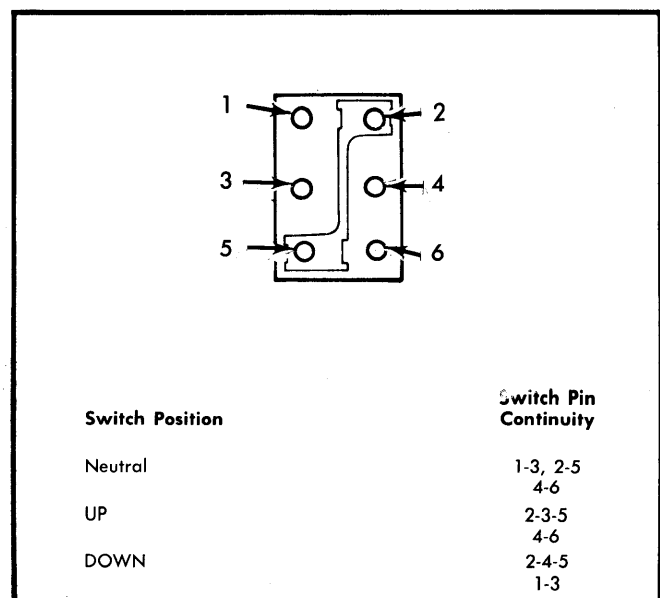 1 2
3 4
5 6
Switch Position Switch Pin
Continuity
Neutral 1-3, 2-5
4-6
UP 2-3-5
4-6
DOWN 2-4-5
1-3